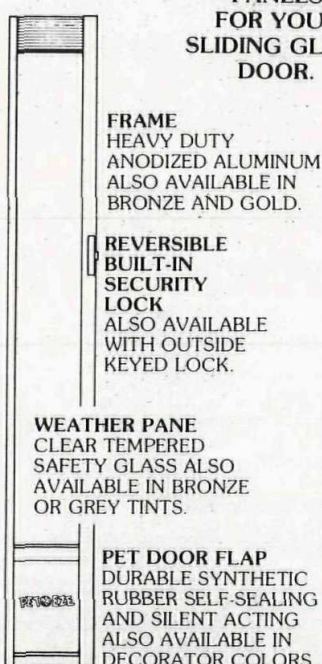 FOR YOU
SLIDING GL
DOOR.
FRAME
HEAVY DUTY
ANODIZED ALUMINUM
ALSO AVAILABLE IN
BRONZE AND GOLD.
REVERSIBLE
BUILT-IN
SECURITY
LOCK
ALSO AVAILABLE
WITH OUTSIDE
KEYED LOCK.
WEATHER PANE
CLEAR TEMPERED
SAFETY GLASS ALSO
AVAILABLE IN BRONZE
OR GREY TINTS.
PET DOOR FLAP
DURABLE SYNTHETIC
RUBBER SELF-SEALING
AND SILENT ACTING
ALSO AVAILABLE IN
DECORATOR COLORS